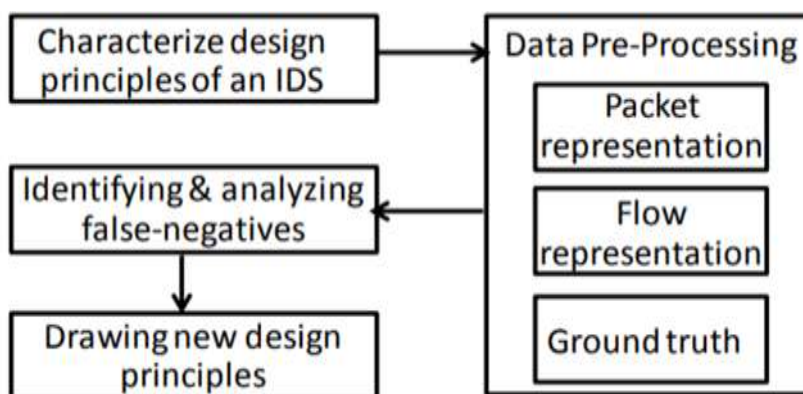 Characterize design
principles of an IDS
Data Pre-Processing
Packet
representation
Flow
representation
Ground truth
Identifying & analyzing
false-negatives
Drawing new design
principles